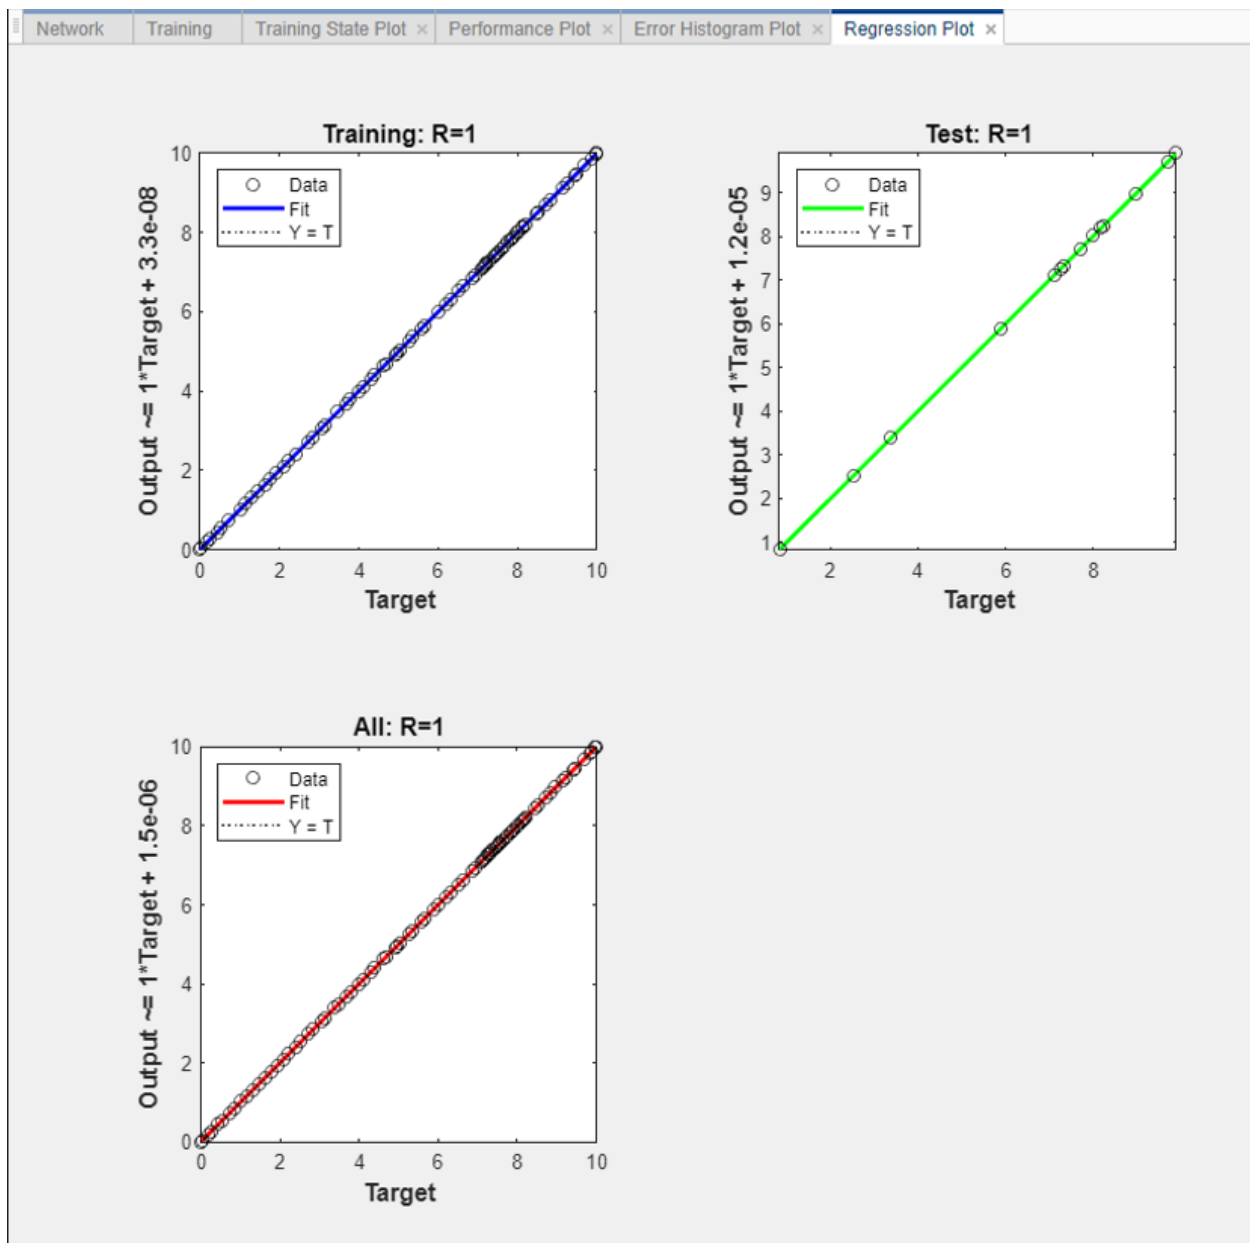 Network Training Training State Plot × Performance Plot × Error Histogram Plot × Regression Plot ×
Training: R=1
Output ~= 1*Target + 3.3e-08
Data
Fit
Y = T
10
8
6
4
2
0
0 2 4 6 8 10
Target
Test: R=1
Output ~= 1*Target + 1.2e-05
Data
Fit
Y = T
9
8
7
6
5
4
3
2
1
2 4 6 8
Target
All: R=1
Output ~= 1*Target + 1.5e-06
Data
Fit
Y = T
10
8
6
4
2
0
0 2 4 6 8 10
Target